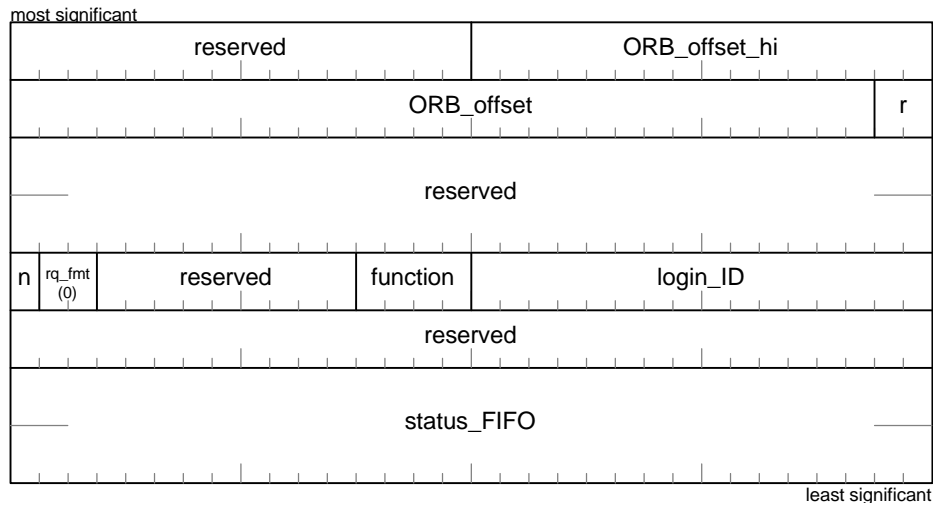 most significant
reserved ORB_offset_hi
ORB_offset r
reserved
n rq_fmt (0) reserved function login_ID
reserved
status_FIFO
least significant